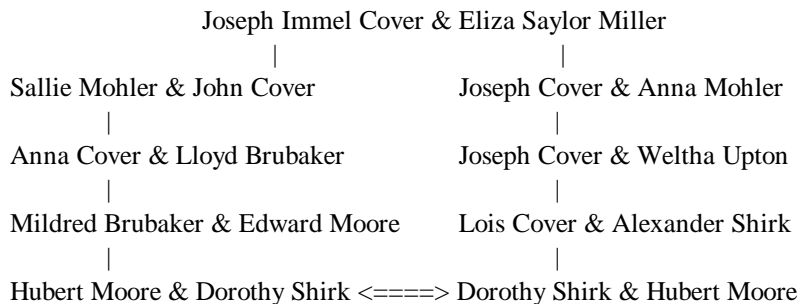 Joseph Immel Cover & Eliza Saylor Miller
| |
Sallie Mohler & John Cover Joseph Cover & Anna Mohler
| |
Anna Cover & Lloyd Brubaker Joseph Cover & Weltha Upton
| |
Mildred Brubaker & Edward Moore Lois Cover & Alexander Shirk
| |
Hubert Moore & Dorothy Shirk <====> Dorothy Shirk & Hubert Moore